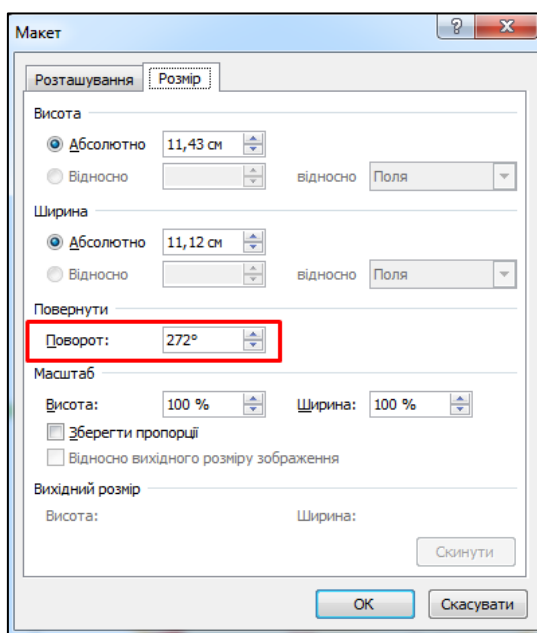 Макет
Розташування Розмір
Висота
Абсолютно 11,43 см
Відносно відносно Поля
Ширина
Абсолютно 11,12 см
Відносно відносно Поля
Повернути
Поворот: 272°
Масштаб
Висота: 100 % Ширина: 100 %
Зберегти пропорції
Відносно вихідного розміру зображення
Вихідний розмір
Висота: Ширина:
Скинути
ОК Скасувати